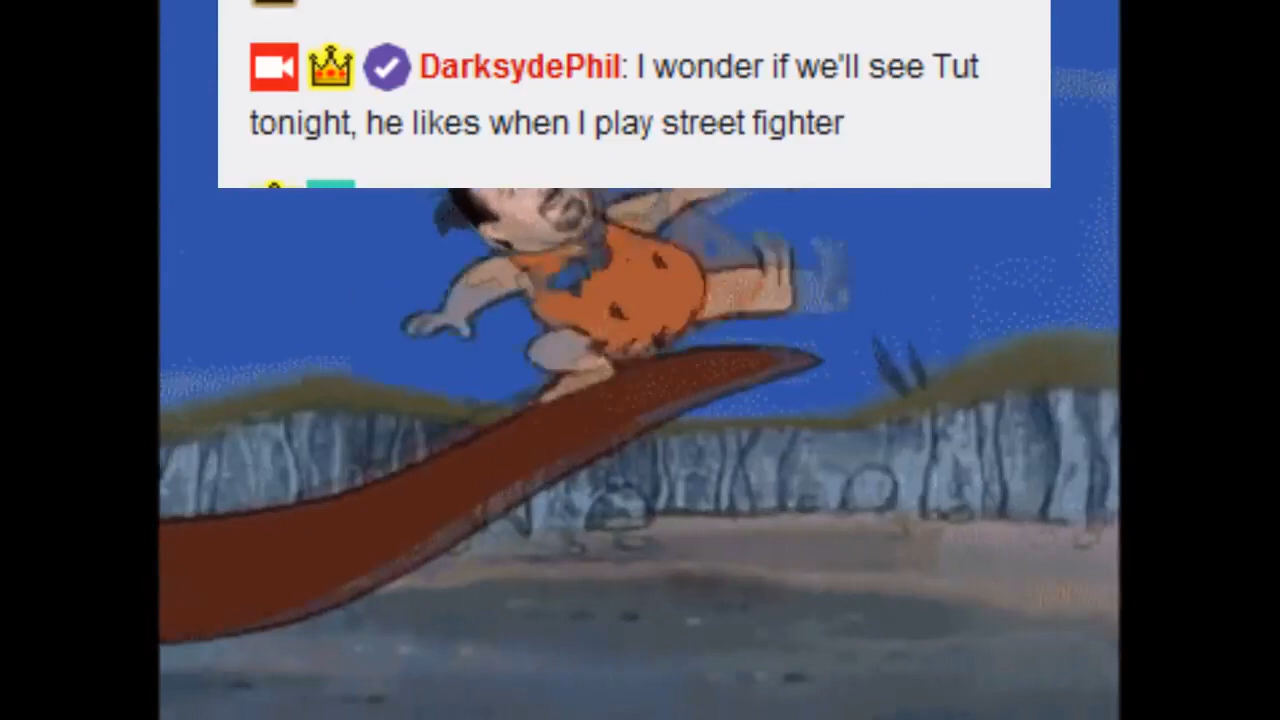 DarksydePhil: I wonder if we'll see Tut
tonight, he likes when I play street fighter